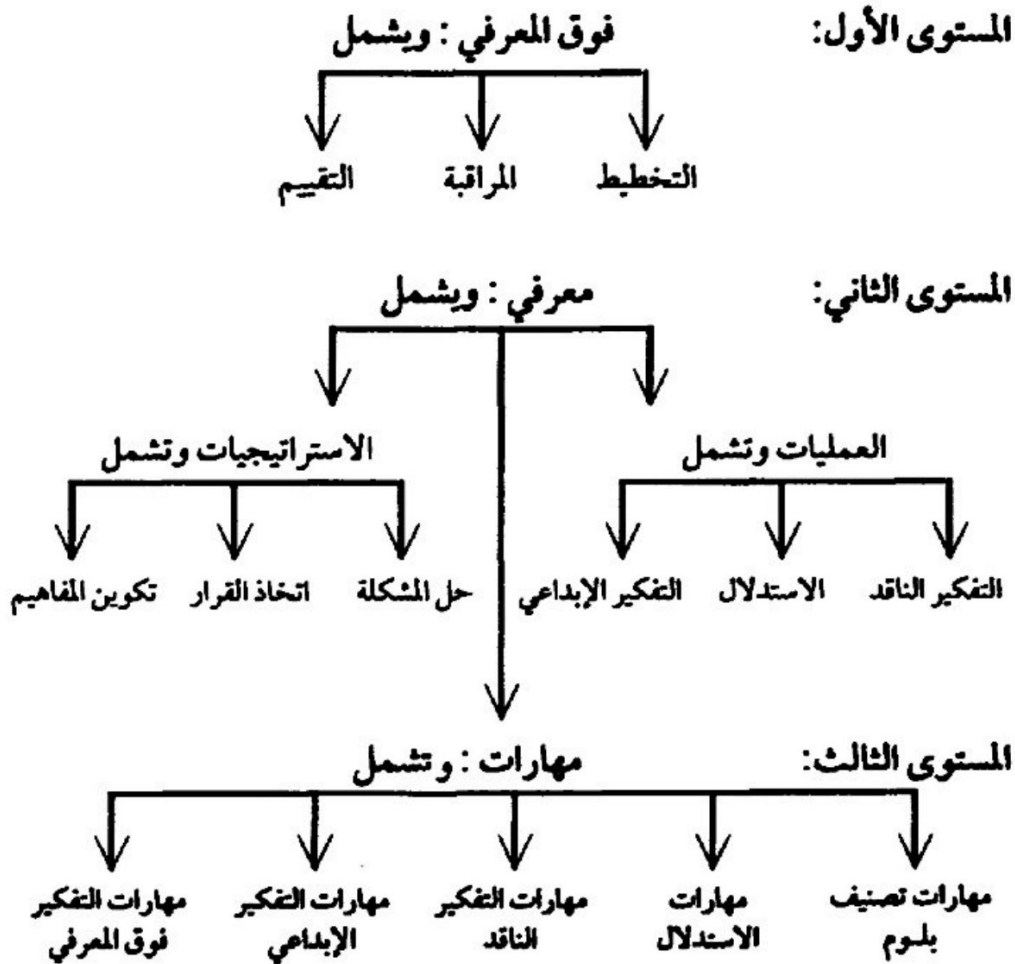 المستوى الأول:
فوق المعرفي : ويشمل
التخطيط
المراقبة
التقييم
المستوى الثاني:
معرفي : ويشمل
العمليات وتشمل
الاستراتيجيات وتشمل
التفكير الناقد
الاستدلال
التفكير الإبداعي
حل المشكلة
اتخاذ القرار
تكوين المفاهيم
المستوى الثالث:
مهارات : وتشمل
مهارات تصنيف
بلـوم
مهارات
الاستدلال
مهارات التفكير
الناقد
مهارات التفكير
الإبداعي
مهارات التفكير
فوق المعرفي